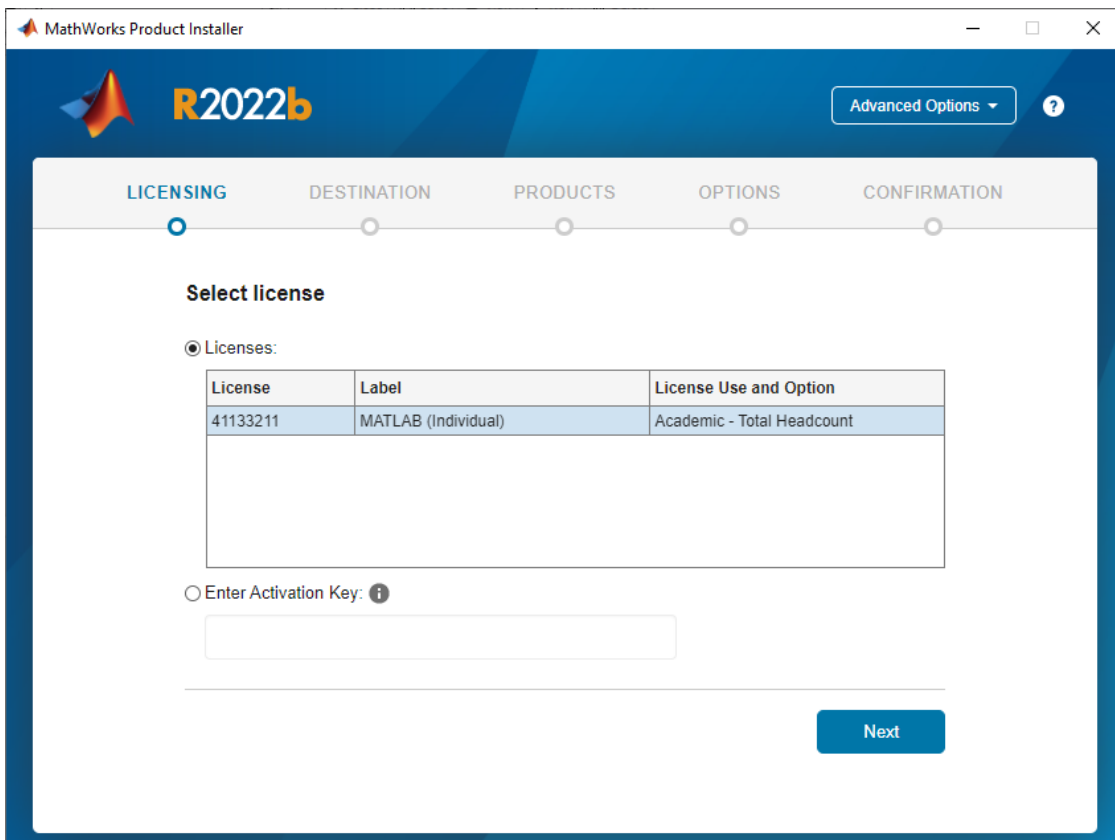 MathWorks Product Installer
R2022b
Advanced Options
?
LICENSING DESTINATION PRODUCTS OPTIONS CONFIRMATION
Select license
Licenses:
License Label License Use and Option
41133211 MATLAB (Individual) Academic - Total Headcount
Enter Activation Key: i
Next